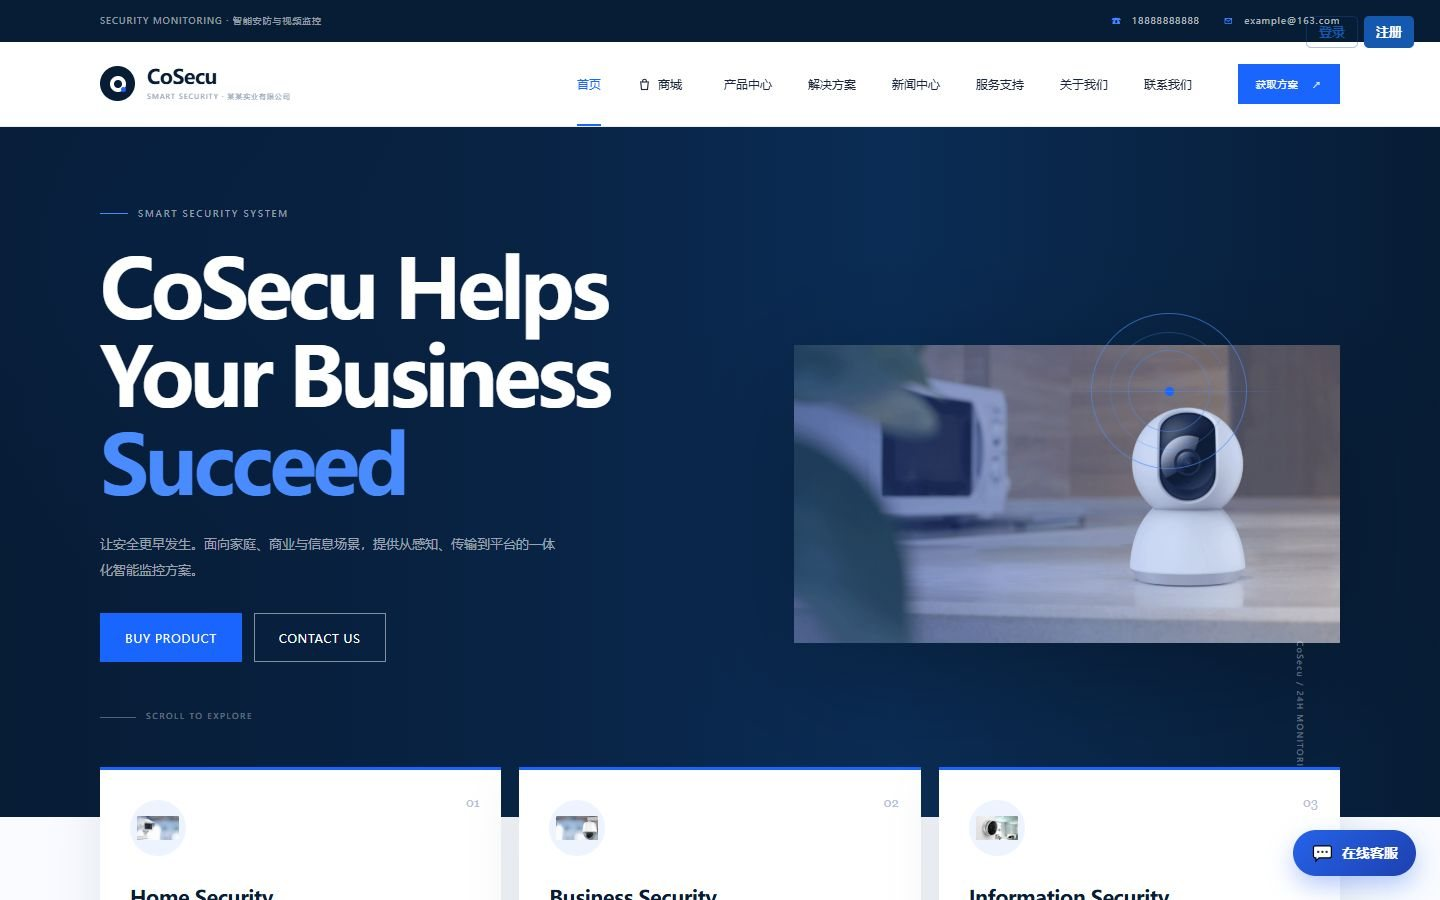 SECURITY MONITORING · 智能安防与视频监控
18888888888
example@163.com
登录
注册
CoSecu
SMART SECURITY · 某某实业有限公司
首页
商城
产品中心
解决方案
新闻中心
服务支持
关于我们
联系我们
获取方案 ↗
SMART SECURITY SYSTEM
CoSecu Helps
Your Business
Succeed
让安全更早发生。面向家庭、商业与信息场景，提供从感知、传输到平台的一体
化智能监控方案。
BUY PRODUCT
CONTACT US
SCROLL TO EXPLORE
CoSecu / 24H MONITORI
01
02
03
Home Security
Business Security
Information Security
在线客服